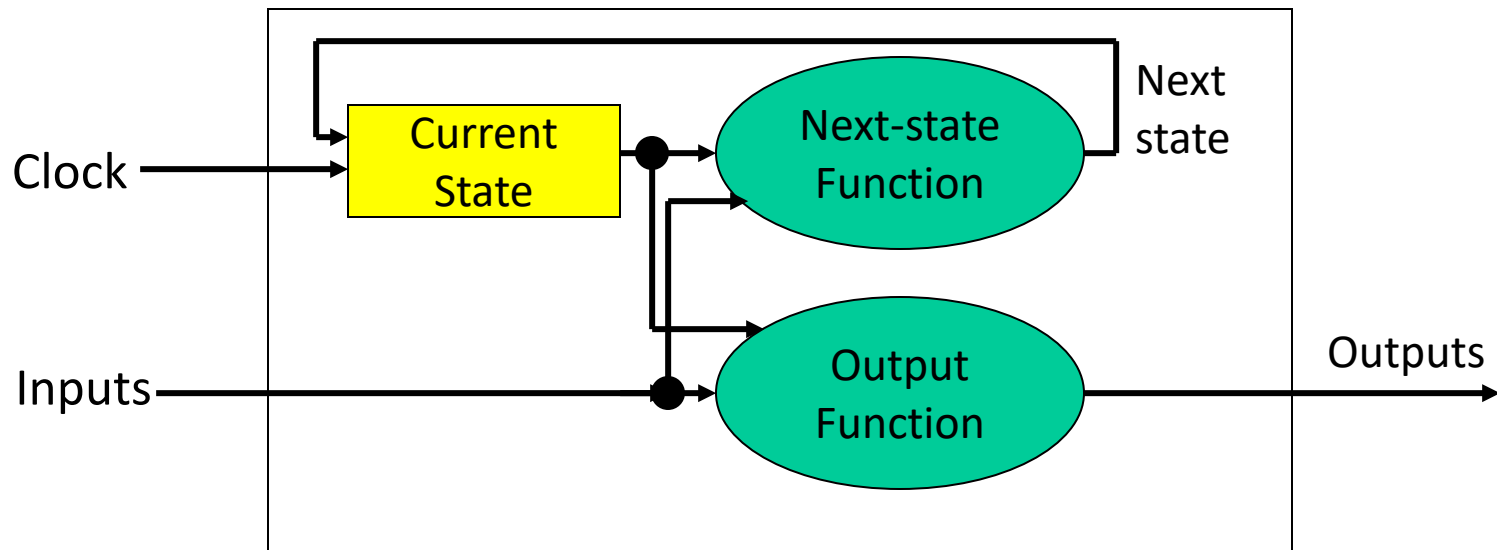 Clock
Current
State
Next-state
Function
Next
state
Inputs
Output
Function
Outputs